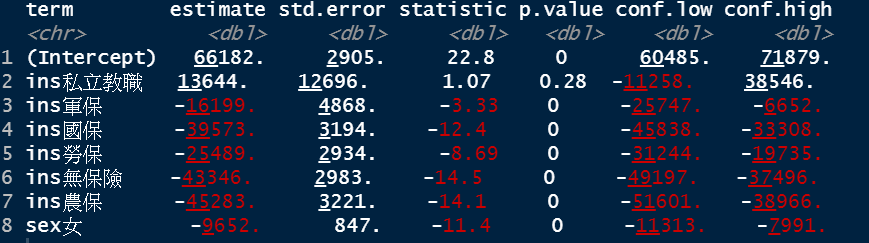 term estimate std.error statistic p.value conf.low conf.high
<chr> <dbl> <dbl> <dbl> <dbl> <dbl> <dbl>
1 (Intercept) 66182. 2905. 22.8 0 60485. 71879.
2 ins私立教職 13644. 12696. 1.07 0.28 -11258. 38546.
3 ins軍保 -16199. 4868. -3.33 0 -25747. -6652.
4 ins國保 -39573. 3194. -12.4 0 -45838. -33308.
5 ins勞保 -25489. 2934. -8.69 0 -31244. -19735.
6 ins無保險 -43346. 2983. -14.5 0 -49197. -37496.
7 ins農保 -45283. 3221. -14.1 0 -51601. -38966.
8 sex女 -9652. 847. -11.4 0 -11313. -7991.